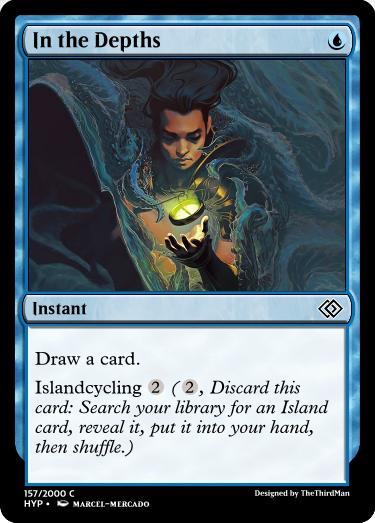 In the Depths
Instant
Draw a card.
Islandcycling 2 ( 2, Discard this
card: Search your library for an Island
card, reveal it, put it into your hand,
then shuffle.)
157/2000 C
HYP • MARCEL-MERCADO
Designed by TheThirdMan